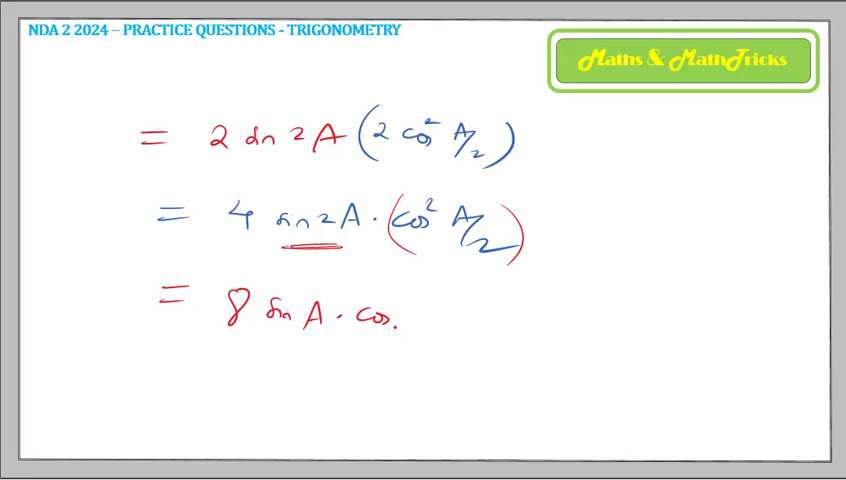 NDA 2 2024 – PRACTICE QUESTIONS - TRIGONOMETRY
Maths & MathTricks
= 2 sin 2A (2 cos² A/2)
= 4 sin 2A · (cos² A/2)
= 8 sin A · cos